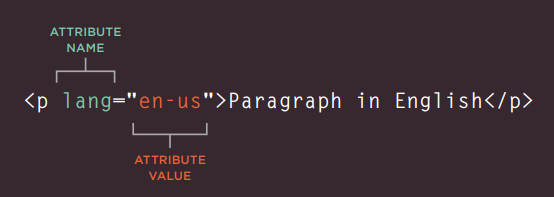 ATTRIBUTE
NAME
<p lang="en-us">Paragraph in English</p>
ATTRIBUTE
VALUE